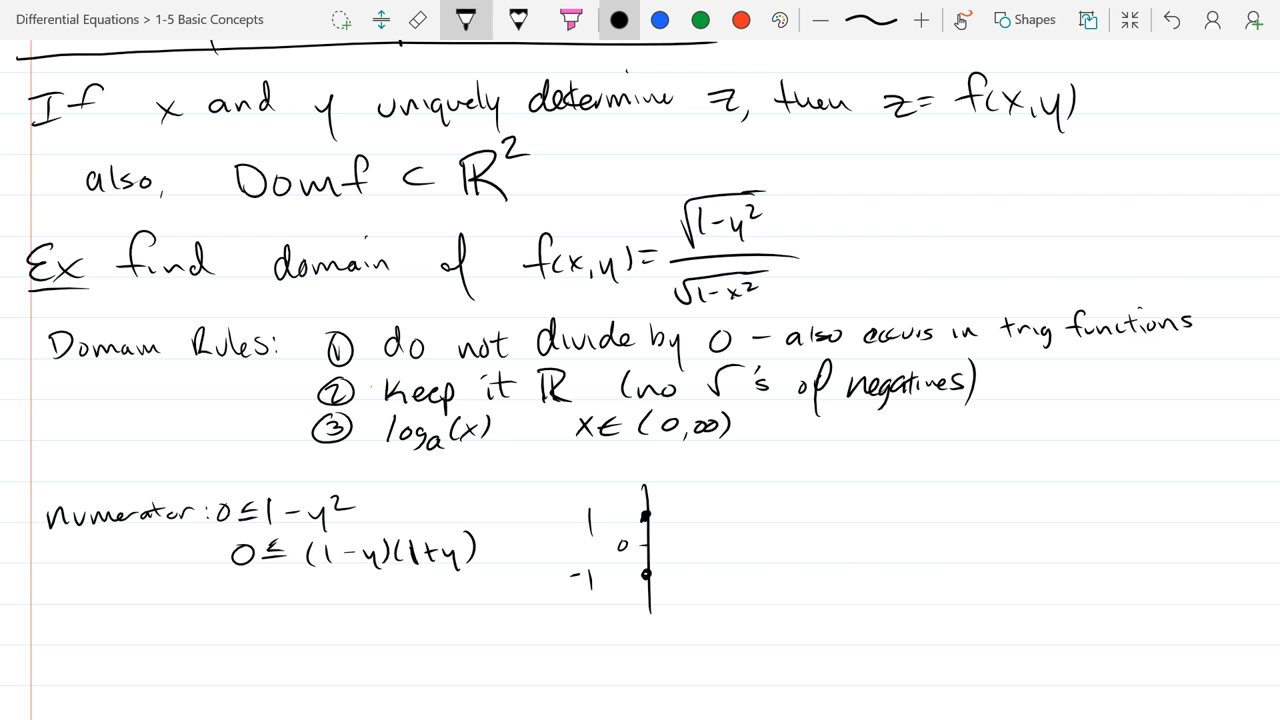 Differential Equations > 1-5 Basic Concepts
Shapes
If x and y uniquely determine z, then z = f(x,y)
also, Domf ⊂ ℝ²
Ex find domain of f(x,y) = √(1-y²) / √(1-x²)
Domain Rules: ① do not divide by 0 – also occurs in trig functions
② keep it ℝ (no √'s of negatives)
③ logₐ(x) x ∈ (0,∞)
numerator: 0 ≤ 1 - y²
0 ≤ (1-y)(1+y)
1
0
-1